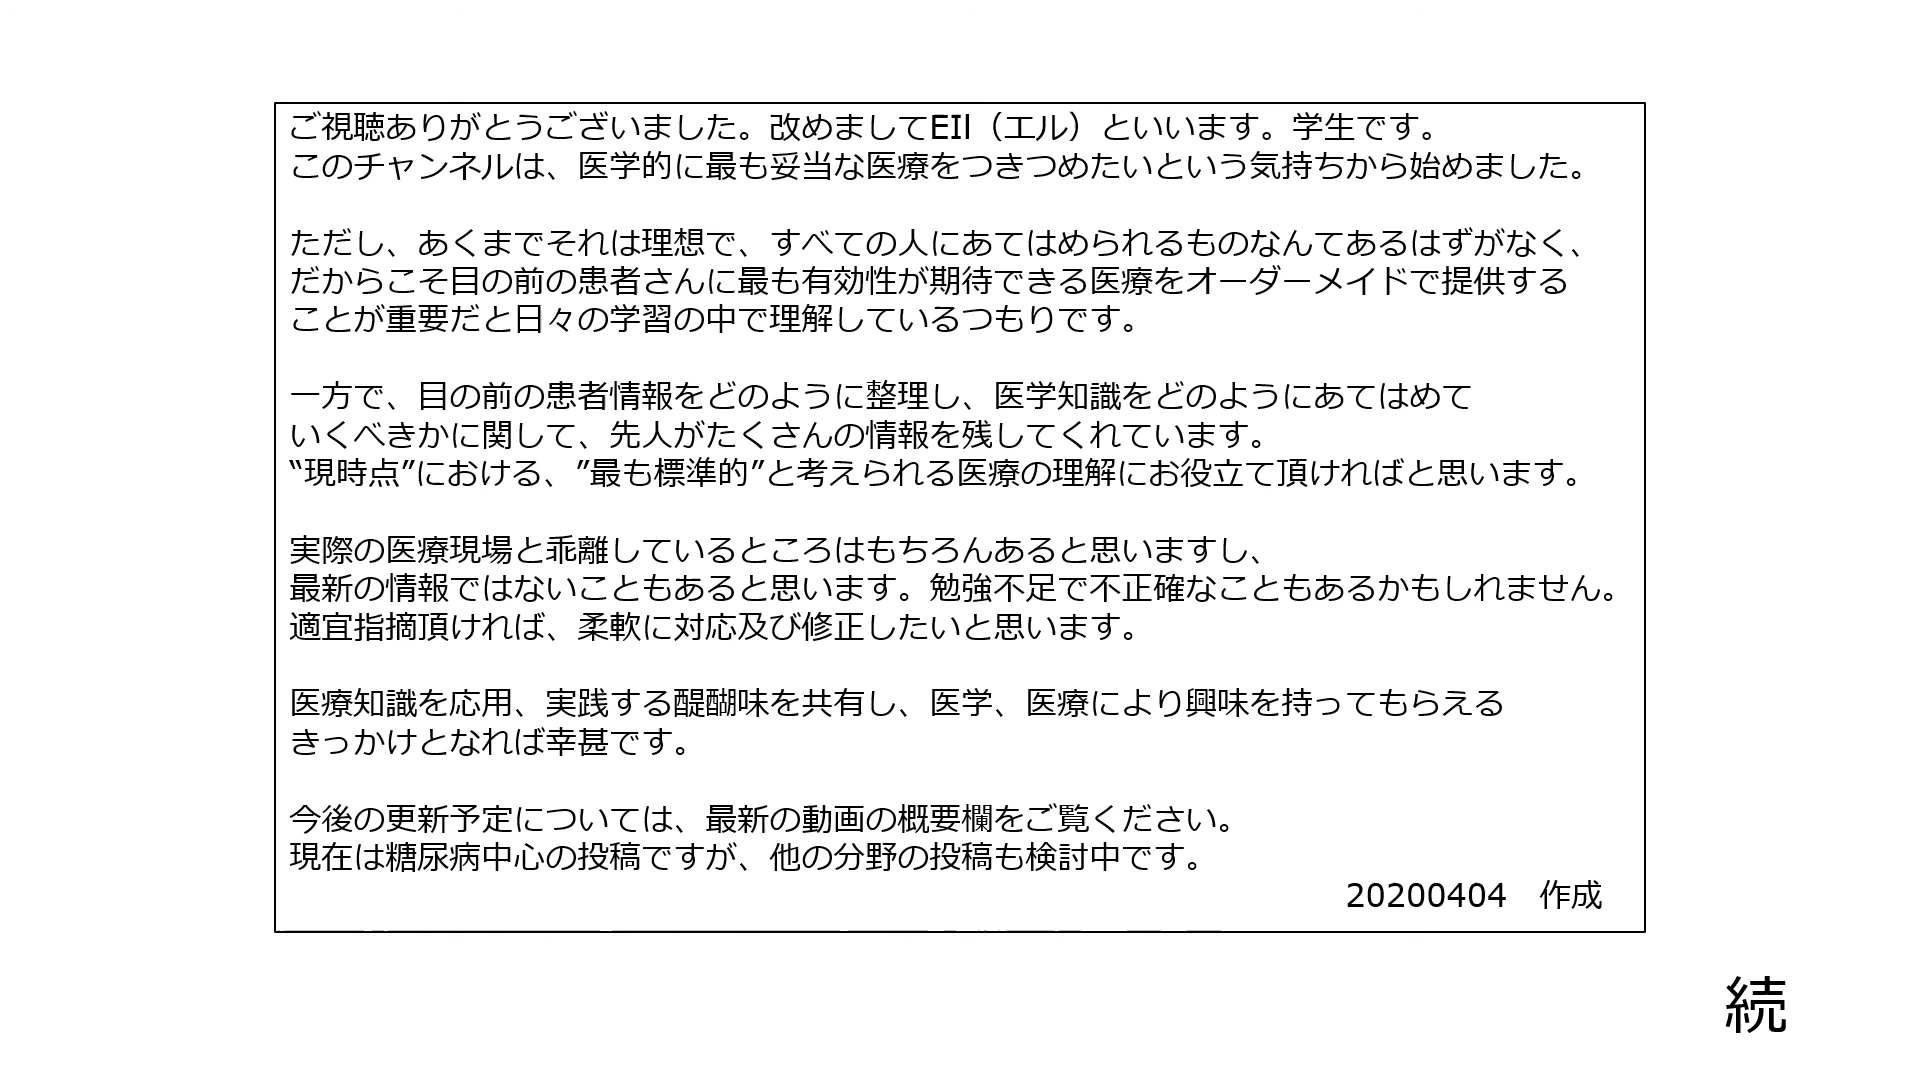 ご視聴ありがとうございました。改めましてEIl（エル）といいます。学生です。
このチャンネルは、医学的に最も妥当な医療をつきつめたいという気持ちから始めました。
ただし、あくまでそれは理想で、すべての人にあてはめられるものなんてあるはずがなく、
だからこそ目の前の患者さんに最も有効性が期待できる医療をオーダーメイドで提供する
ことが重要だと日々の学習の中で理解しているつもりです。
一方で、目の前の患者情報をどのように整理し、医学知識をどのようにあてはめて
いくべきかに関して、先人がたくさんの情報を残してくれています。
“現時点”における、”最も標準的”と考えられる医療の理解にお役立て頂ければと思います。
実際の医療現場と乖離しているところはもちろんあると思いますし、
最新の情報ではないこともあると思います。勉強不足で不正確なこともあるかもしれません。
適宜指摘頂ければ、柔軟に対応及び修正したいと思います。
医療知識を応用、実践する醍醐味を共有し、医学、医療により興味を持ってもらえる
きっかけとなれば幸甚です。
今後の更新予定については、最新の動画の概要欄をご覧ください。
現在は糖尿病中心の投稿ですが、他の分野の投稿も検討中です。
20200404　作成
続